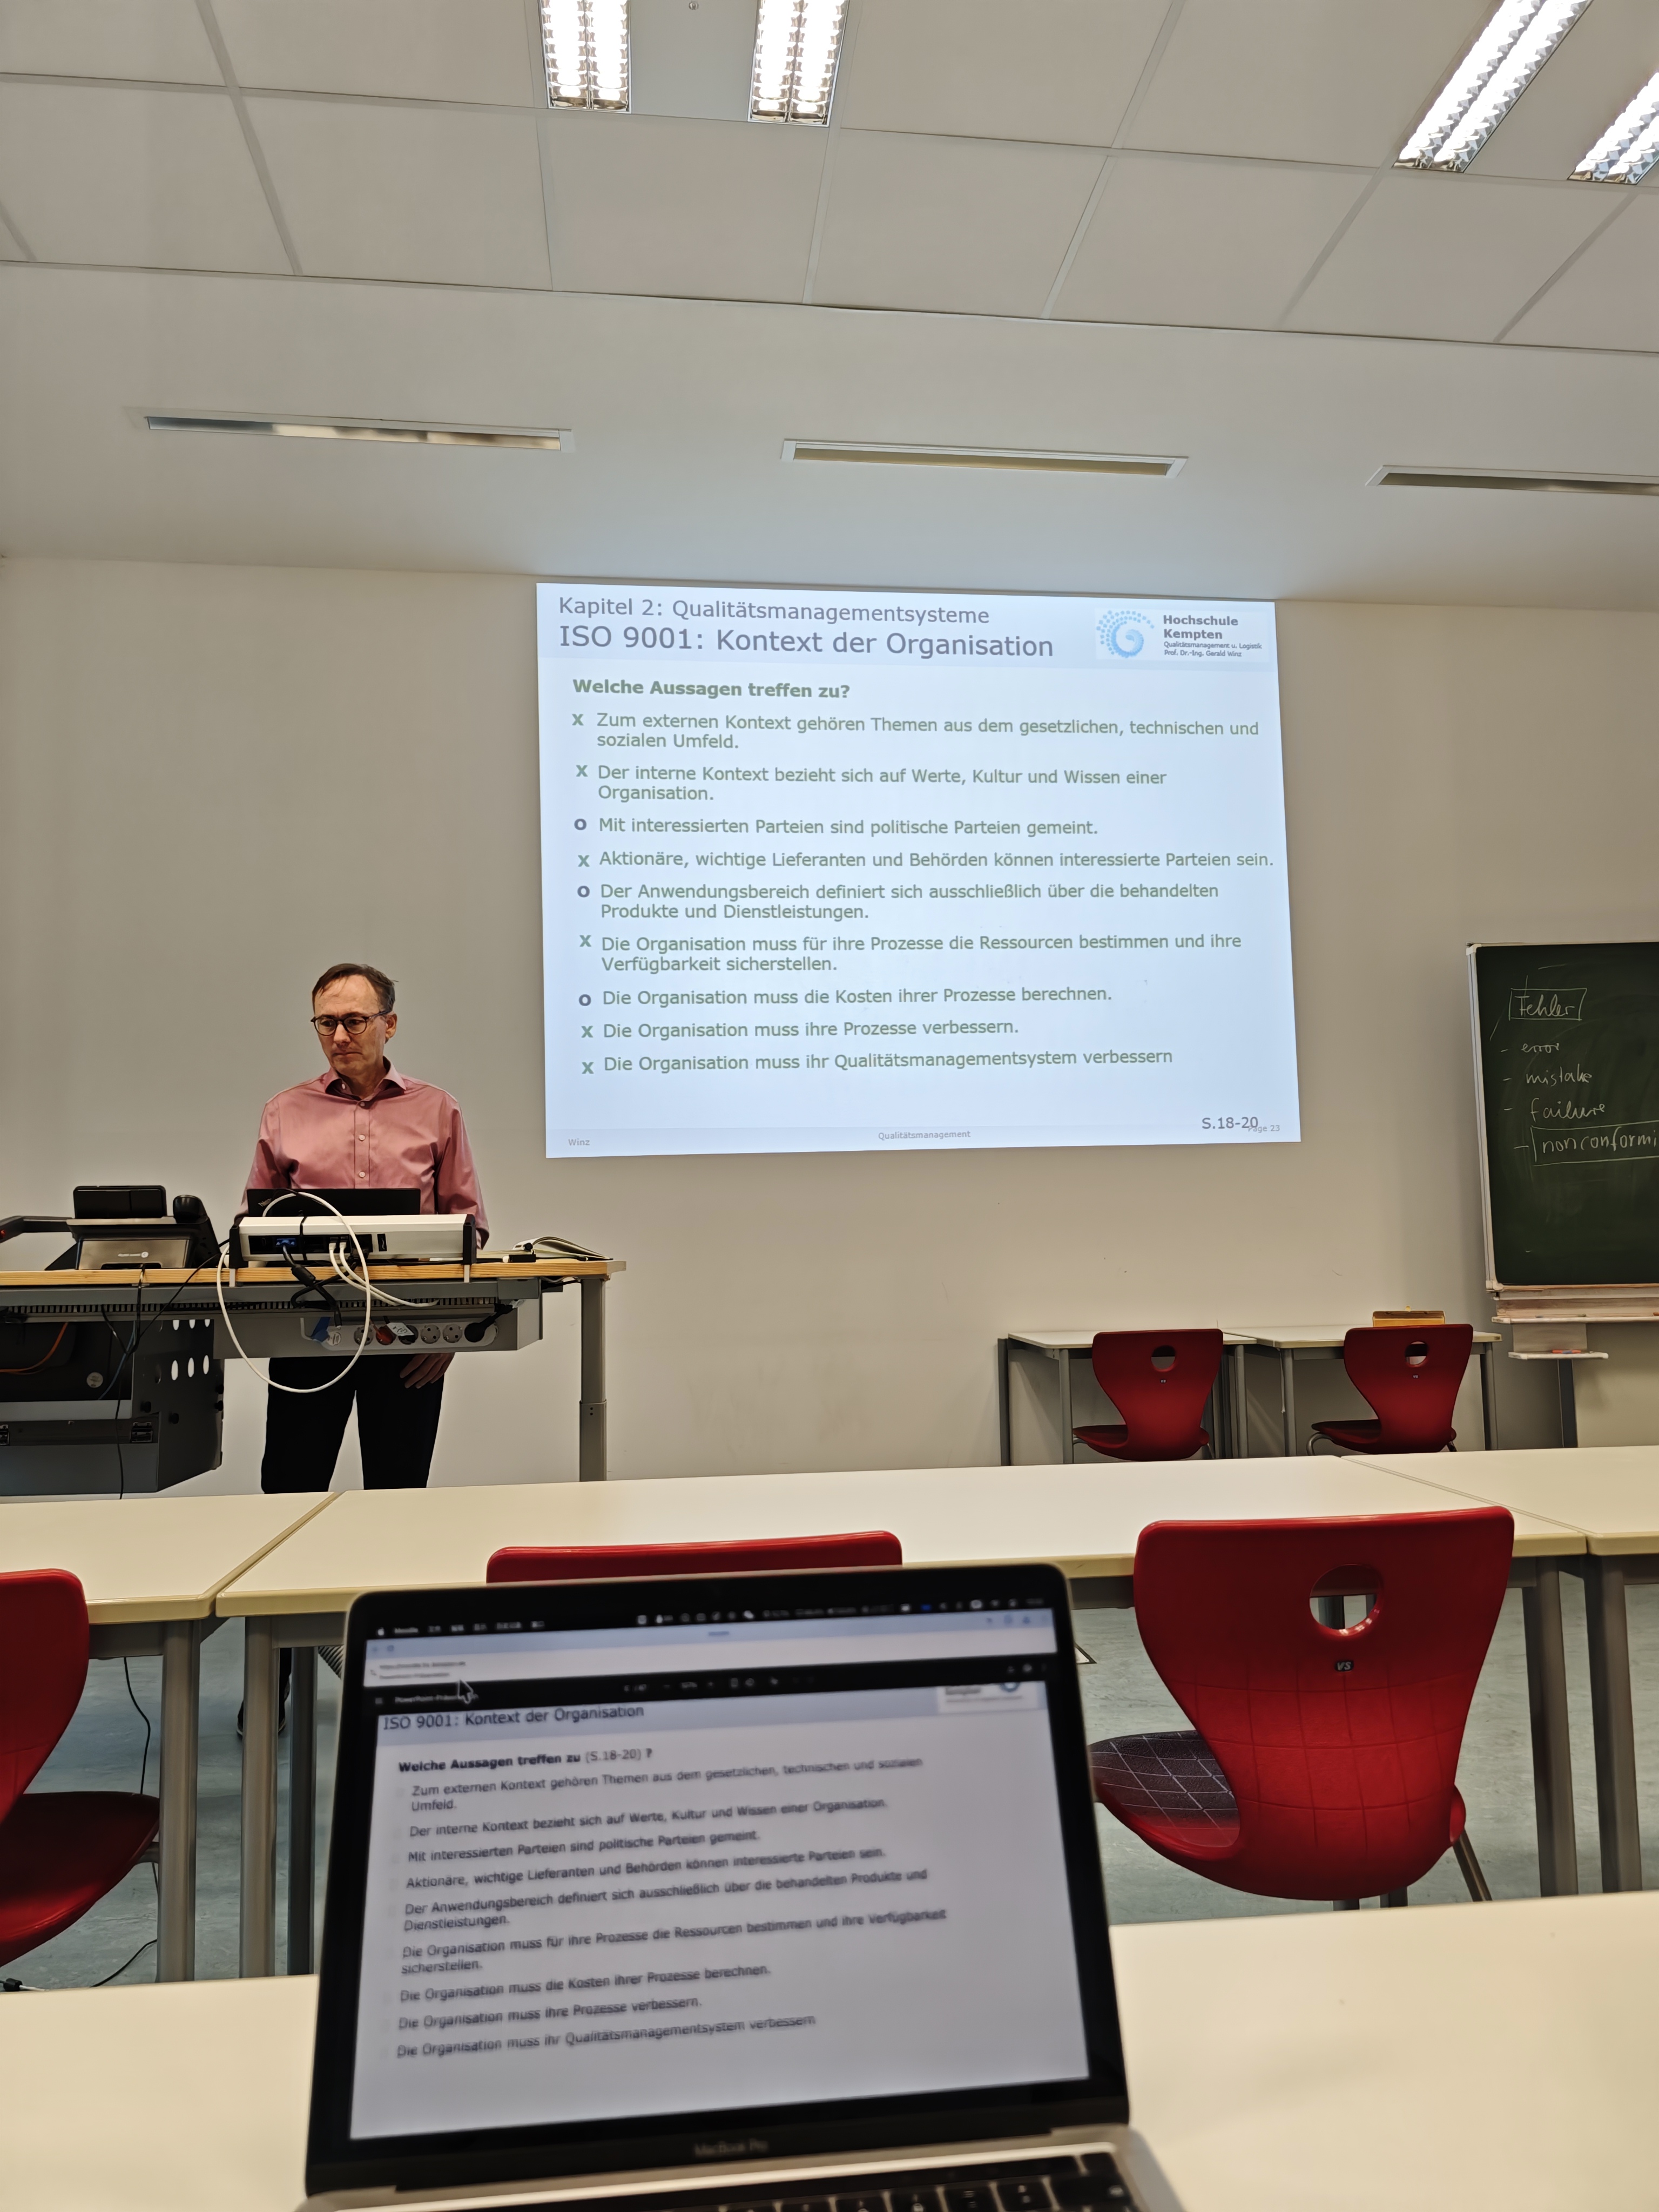 Kapitel 2: Qualitätsmanagementsysteme
ISO 9001: Kontext der Organisation
Hochschule
Kempten
Qualitätsmanagement u. Logistik
Prof. Dr.-Ing. Gerald Winz
Welche Aussagen treffen zu?
x Zum externen Kontext gehören Themen aus dem gesetzlichen, technischen und
sozialen Umfeld.
x Der interne Kontext bezieht sich auf Werte, Kultur und Wissen einer
Organisation.
o Mit interessierten Parteien sind politische Parteien gemeint.
x Aktionäre, wichtige Lieferanten und Behörden können interessierte Parteien sein.
o Der Anwendungsbereich definiert sich ausschließlich über die behandelten
Produkte und Dienstleistungen.
x Die Organisation muss für ihre Prozesse die Ressourcen bestimmen und ihre
Verfügbarkeit sicherstellen.
o Die Organisation muss die Kosten ihrer Prozesse berechnen.
x Die Organisation muss ihre Prozesse verbessern.
x Die Organisation muss ihr Qualitätsmanagementsystem verbessern
S.18-20
Winz
Qualitätsmanagement
Page 23
Fehler
- error
- mistake
- failure
- nonconformi
VS
ISO 9001: Kontext der Organisation
Welche Aussagen treffen zu (S.18-20) ?
Zum externen Kontext gehören Themen aus dem gesetzlichen, technischen und sozialen
Umfeld.
Der interne Kontext bezieht sich auf Werte, Kultur und Wissen einer Organisation.
Mit interessierten Parteien sind politische Parteien gemeint.
Aktionäre, wichtige Lieferanten und Behörden können interessierte Parteien sein.
Der Anwendungsbereich definiert sich ausschließlich über die behandelten Produkte und
Dienstleistungen.
Die Organisation muss für ihre Prozesse die Ressourcen bestimmen und ihre Verfügbarkeit
sicherstellen.
Die Organisation muss die Kosten ihrer Prozesse berechnen.
Die Organisation muss ihre Prozesse verbessern.
Die Organisation muss ihr Qualitätsmanagementsystem verbessern
MacBook Pro